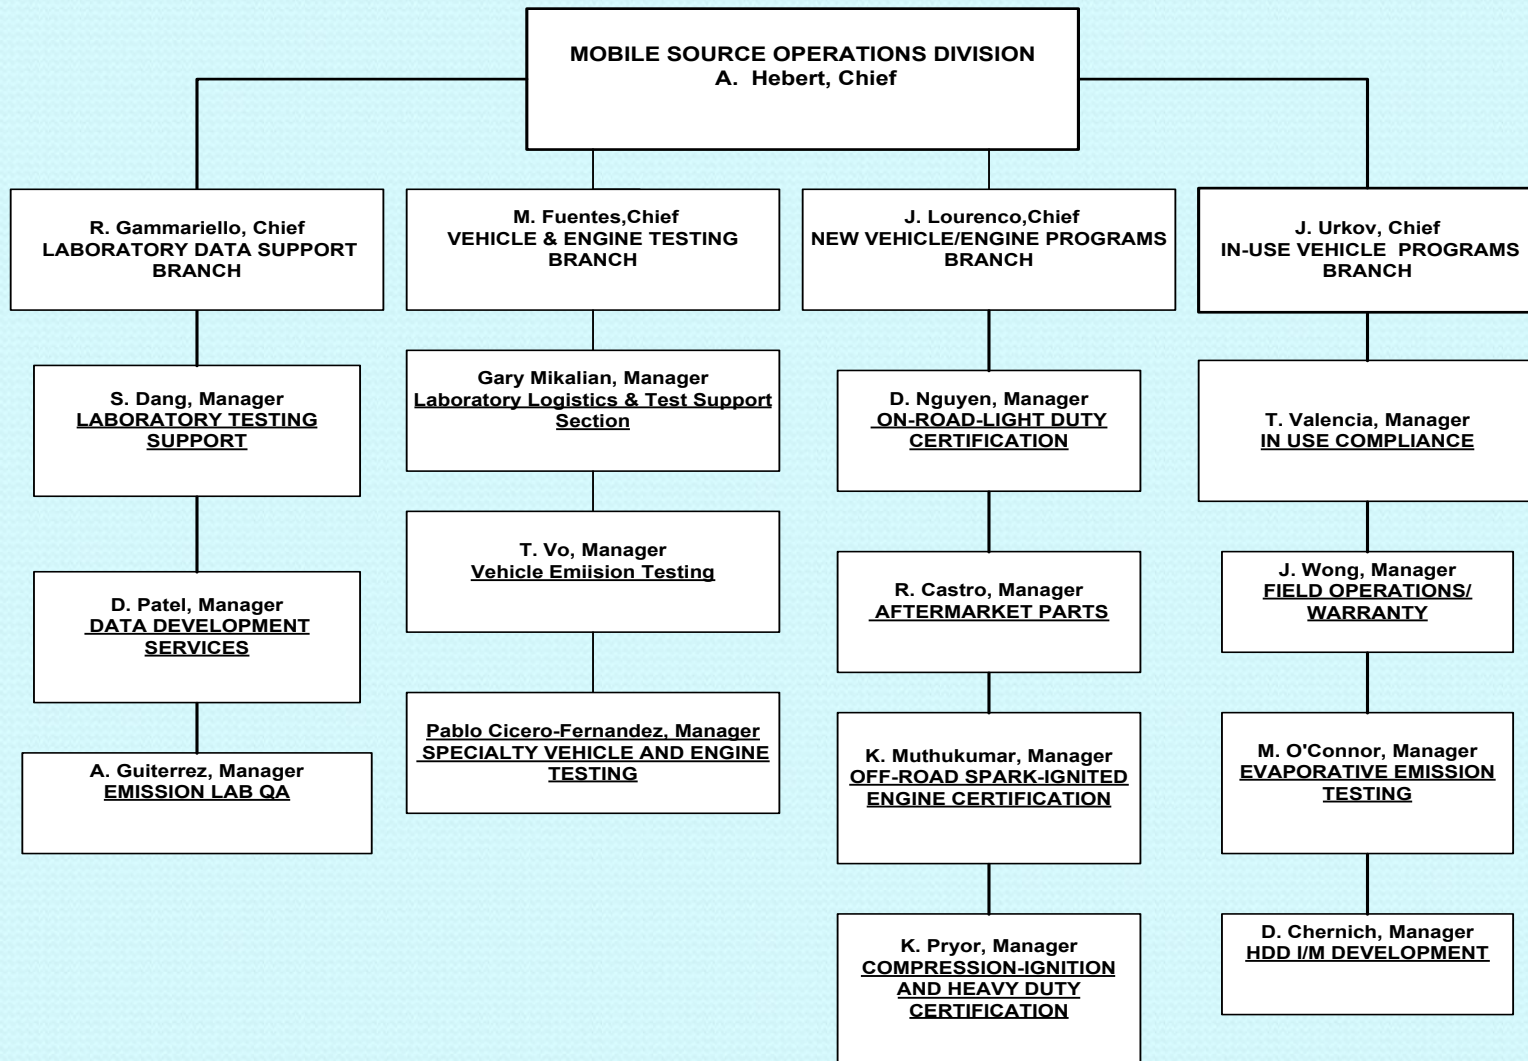 MOBILE SOURCE OPERATIONS DIVISION
A. Hebert, Chief
R. Gammariello, Chief
LABORATORY DATA SUPPORT
BRANCH
S. Dang, Manager
LABORATORY TESTING
SUPPORT
D. Patel, Manager
DATA DEVELOPMENT
SERVICES
A. Guiterrez, Manager
EMISSION LAB QA
M. Fuentes,Chief
VEHICLE & ENGINE TESTING
BRANCH
Gary Mikalian, Manager
Laboratory Logistics & Test Support
Section
T. Vo, Manager
Vehicle Emiision Testing
Pablo Cicero-Fernandez, Manager
SPECIALTY VEHICLE AND ENGINE
TESTING
J. Lourenco,Chief
NEW VEHICLE/ENGINE PROGRAMS
BRANCH
D. Nguyen, Manager
ON-ROAD-LIGHT DUTY
CERTIFICATION
R. Castro, Manager
AFTERMARKET PARTS
K. Muthukumar, Manager
OFF-ROAD SPARK-IGNITED
ENGINE CERTIFICATION
K. Pryor, Manager
COMPRESSION-IGNITION
AND HEAVY DUTY
CERTIFICATION
J. Urkov, Chief
IN-USE VEHICLE PROGRAMS
BRANCH
T. Valencia, Manager
IN USE COMPLIANCE
J. Wong, Manager
FIELD OPERATIONS/
WARRANTY
M. O'Connor, Manager
EVAPORATIVE EMISSION
TESTING
D. Chernich, Manager
HDD I/M DEVELOPMENT